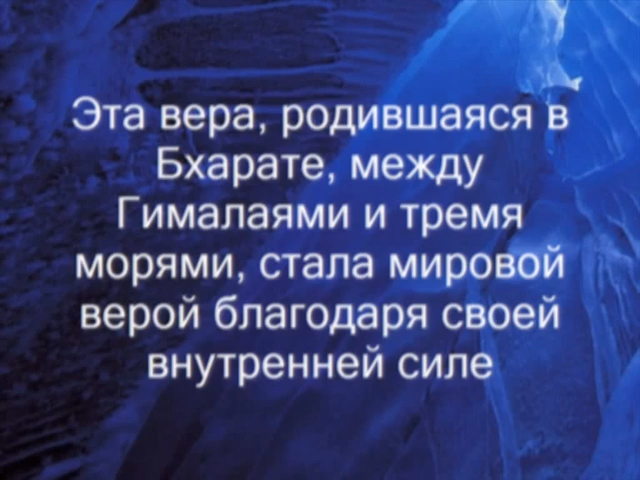 Эта вера, родившаяся в
Бхарате, между
Гималаями и тремя
морями, стала мировой
верой благодаря своей
внутренней силе